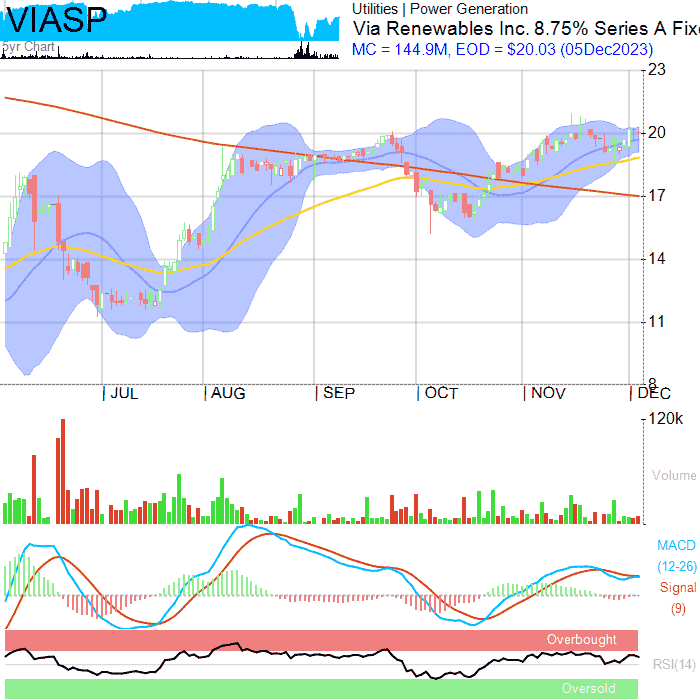 VIASP
5yr Chart
Utilities | Power Generation
Via Renewables Inc. 8.75% Series A Fixe
MC = 144.9M, EOD = $20.03 (05Dec2023)
23
20
17
14
11
8
JUL
AUG
SEP
OCT
NOV
DEC
120k
Volume
MACD
(12-26)
Signal
(9)
Overbought
RSI(14)
Oversold